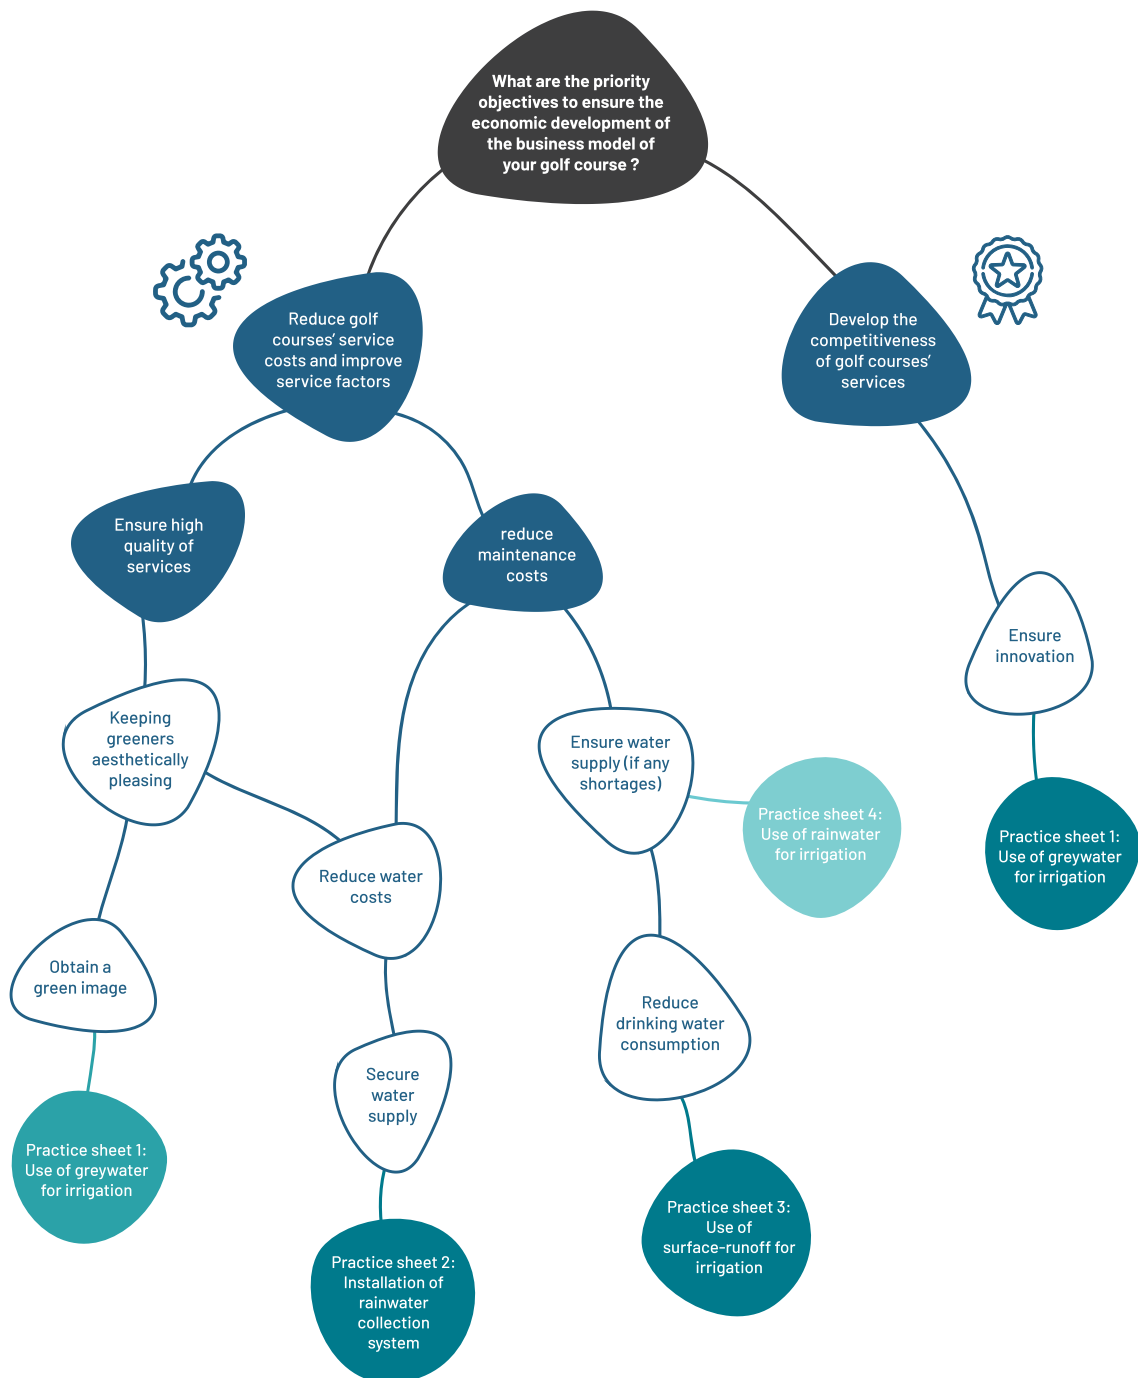 What are the priority
objectives to ensure the
economic development of
the business model of
your golf course ?
Reduce golf
courses' service
costs and improve
service factors
Develop the
competitiveness
of golf courses'
services
Ensure high
quality of
services
reduce
maintenance
costs
Ensure
innovation
Keeping
greeners
aesthetically
pleasing
Ensure water
supply (if any
shortages)
Practice sheet 4:
Use of rainwater
for irrigation
Practice sheet 1:
Use of greywater
for irrigation
Reduce water
costs
Obtain a
green image
Reduce
drinking water
consumption
Secure
water
supply
Practice sheet 1:
Use of greywater
for irrigation
Practice sheet 3:
Use of
surface-runoff for
irrigation
Practice sheet 2:
Installation of
rainwater
collection
system